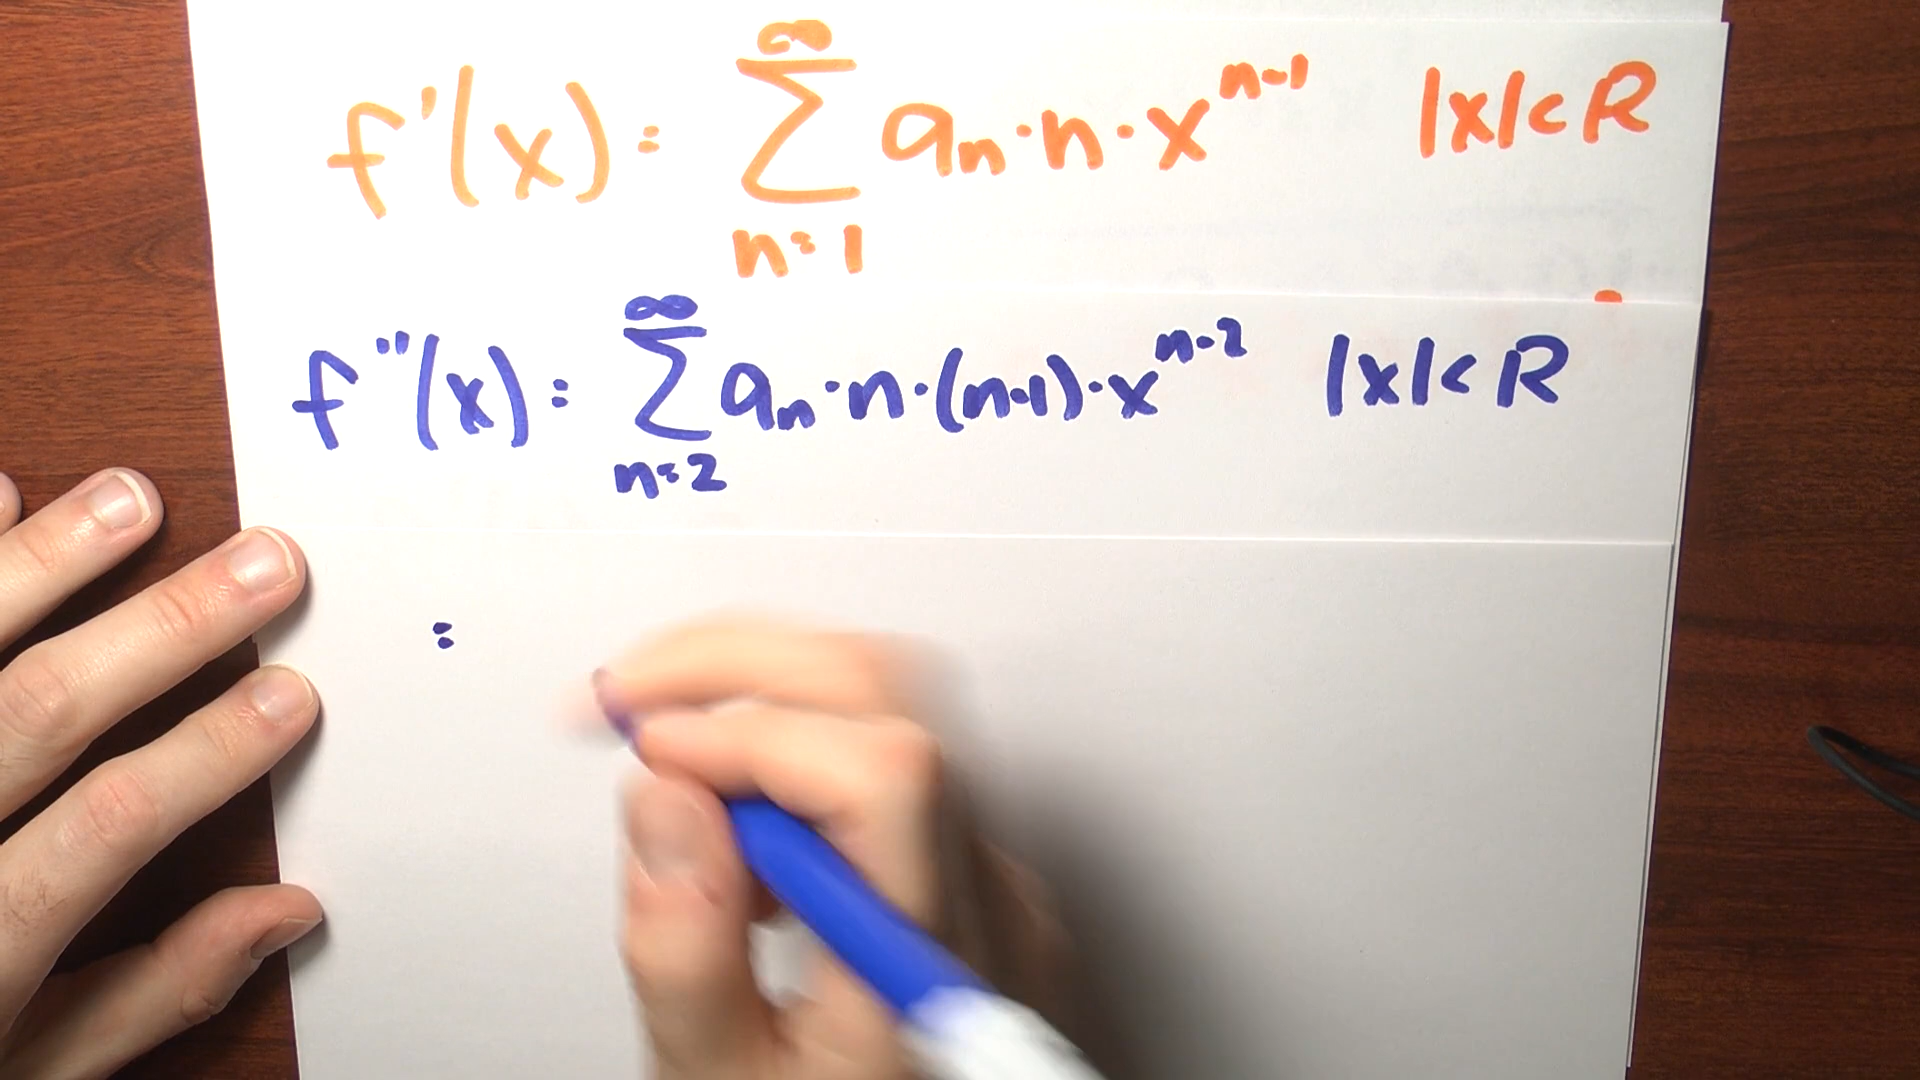 f'(x) = ∑_{n=1}^{∞} a_n · n · x^{n-1} |x| < R
f''(x) = ∑_{n=2}^{∞} a_n · n · (n-1) · x^{n-2} |x| < R
=